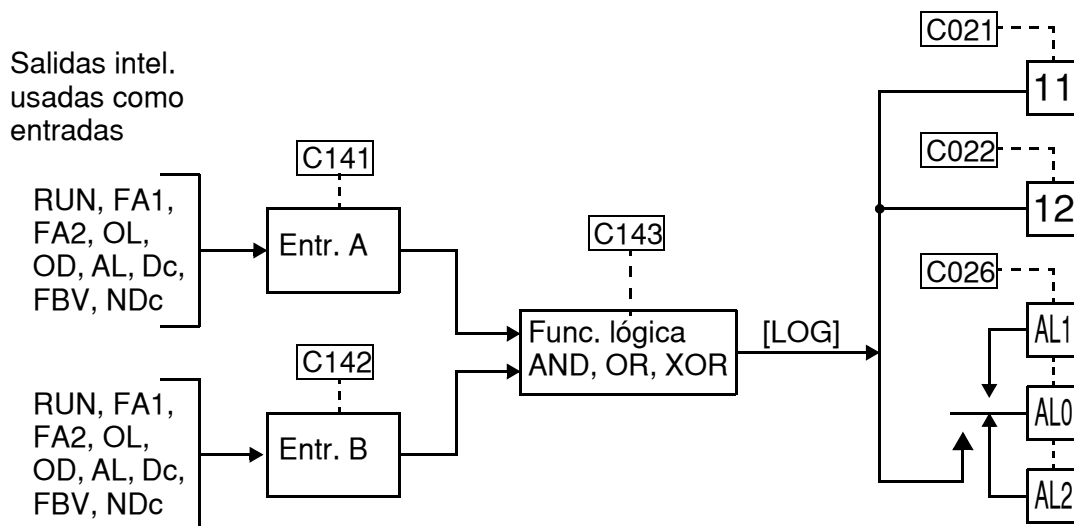 Salidas intel.
usadas como
entradas
RUN, FA1,
FA2, OL,
OD, AL, Dc,
FBV, NDc
C141
Entr. A
RUN, FA1,
FA2, OL,
OD, AL, Dc,
FBV, NDc
C142
Entr. B
C143
Func. lógica
AND, OR, XOR
[LOG]
C021
11
C022
12
C026
AL1
AL0
AL2